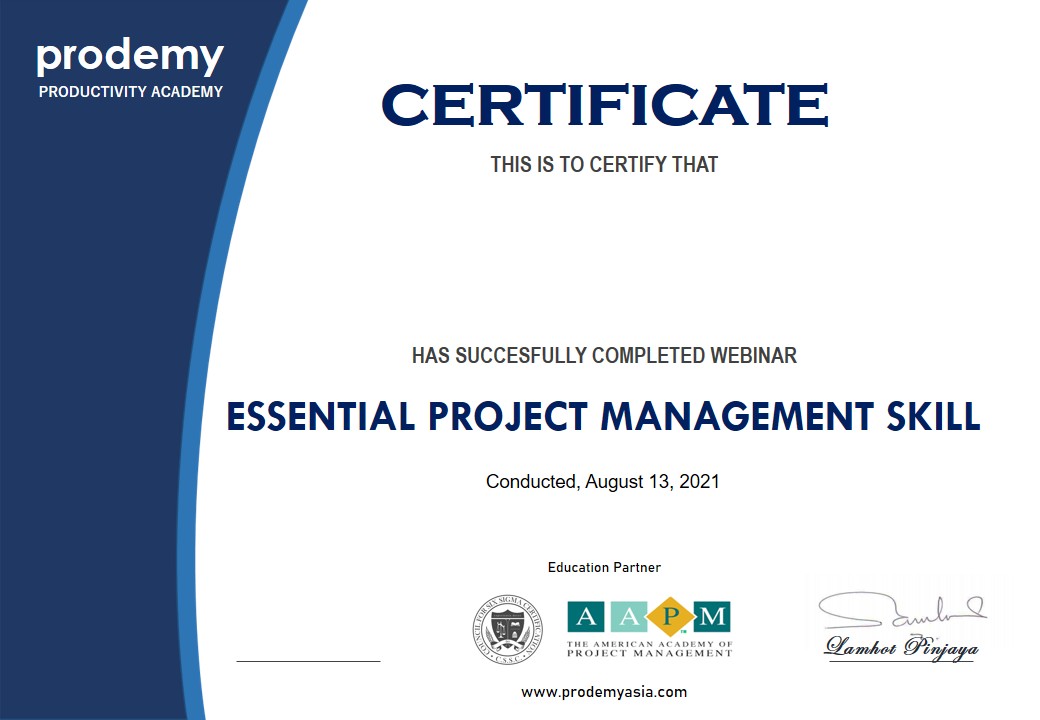 prodemy
PRODUCTIVITY ACADEMY
CERTIFICATE
THIS IS TO CERTIFY THAT
HAS SUCCESFULLY COMPLETED WEBINAR
ESSENTIAL PROJECT MANAGEMENT SKILL
Conducted, August 13, 2021
Education Partner
COUNCIL FOR SIX SIGMA CERTIFICATION
C.S.S.C.
A A P M
TM
THE AMERICAN ACADEMY OF
PROJECT MANAGEMENT
Lamhot Pinjaya
www.prodemyasia.com